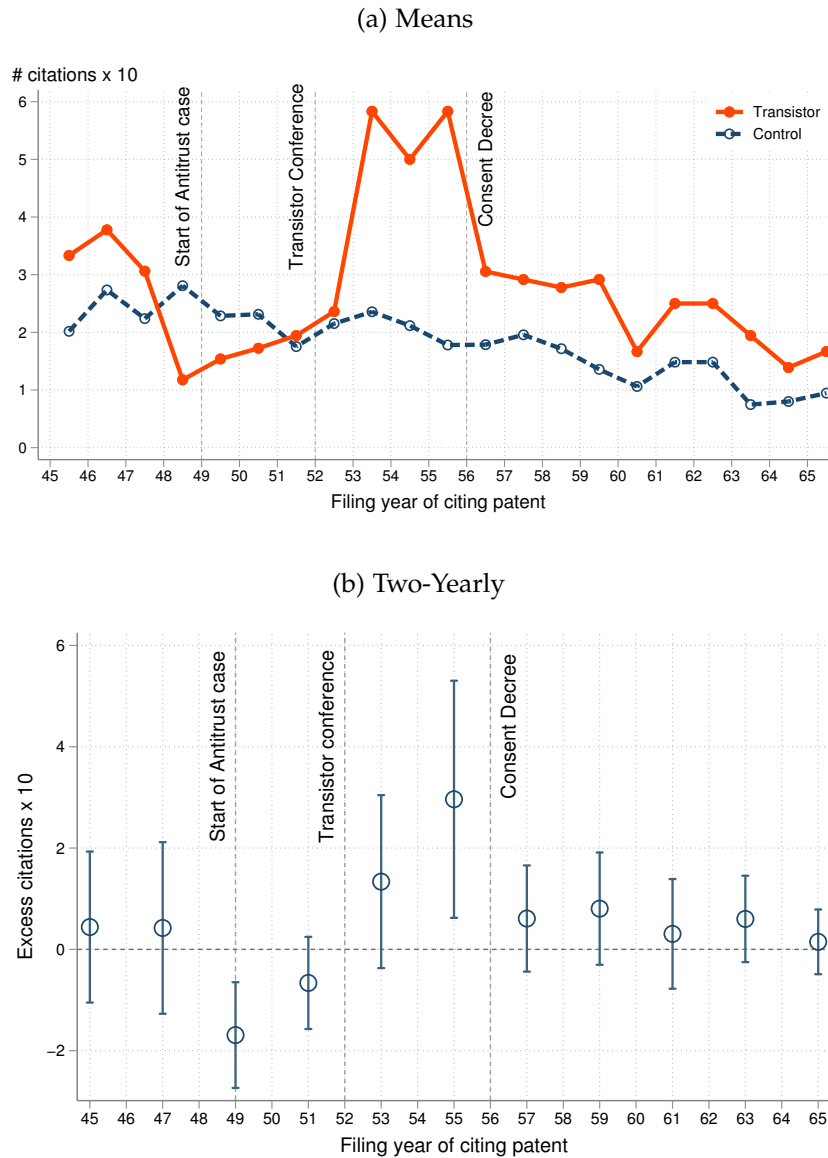 (a) Means
# citations x 10
6
5
4
3
2
1
0
Start of Antitrust case
Transistor Conference
Consent Decree
Transistor
Control
45 46 47 48 49 50 51 52 53 54 55 56 57 58 59 60 61 62 63 64 65
Filing year of citing patent
(b) Two-Yearly
Excess citations x 10
6
4
2
0
−2
Start of Antitrust case
Transistor conference
Consent Decree
45 47 48 49 50 51 52 53 54 55 56 57 58 59 60 61 62 63 64 65
Filing year of citing patent